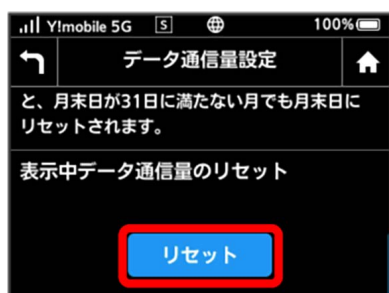 Y!mobile 5G S 100%
データ通信量設定
と、月末日が31日に満たない月でも月末日に
リセットされます。
表示中データ通信量のリセット
リセット